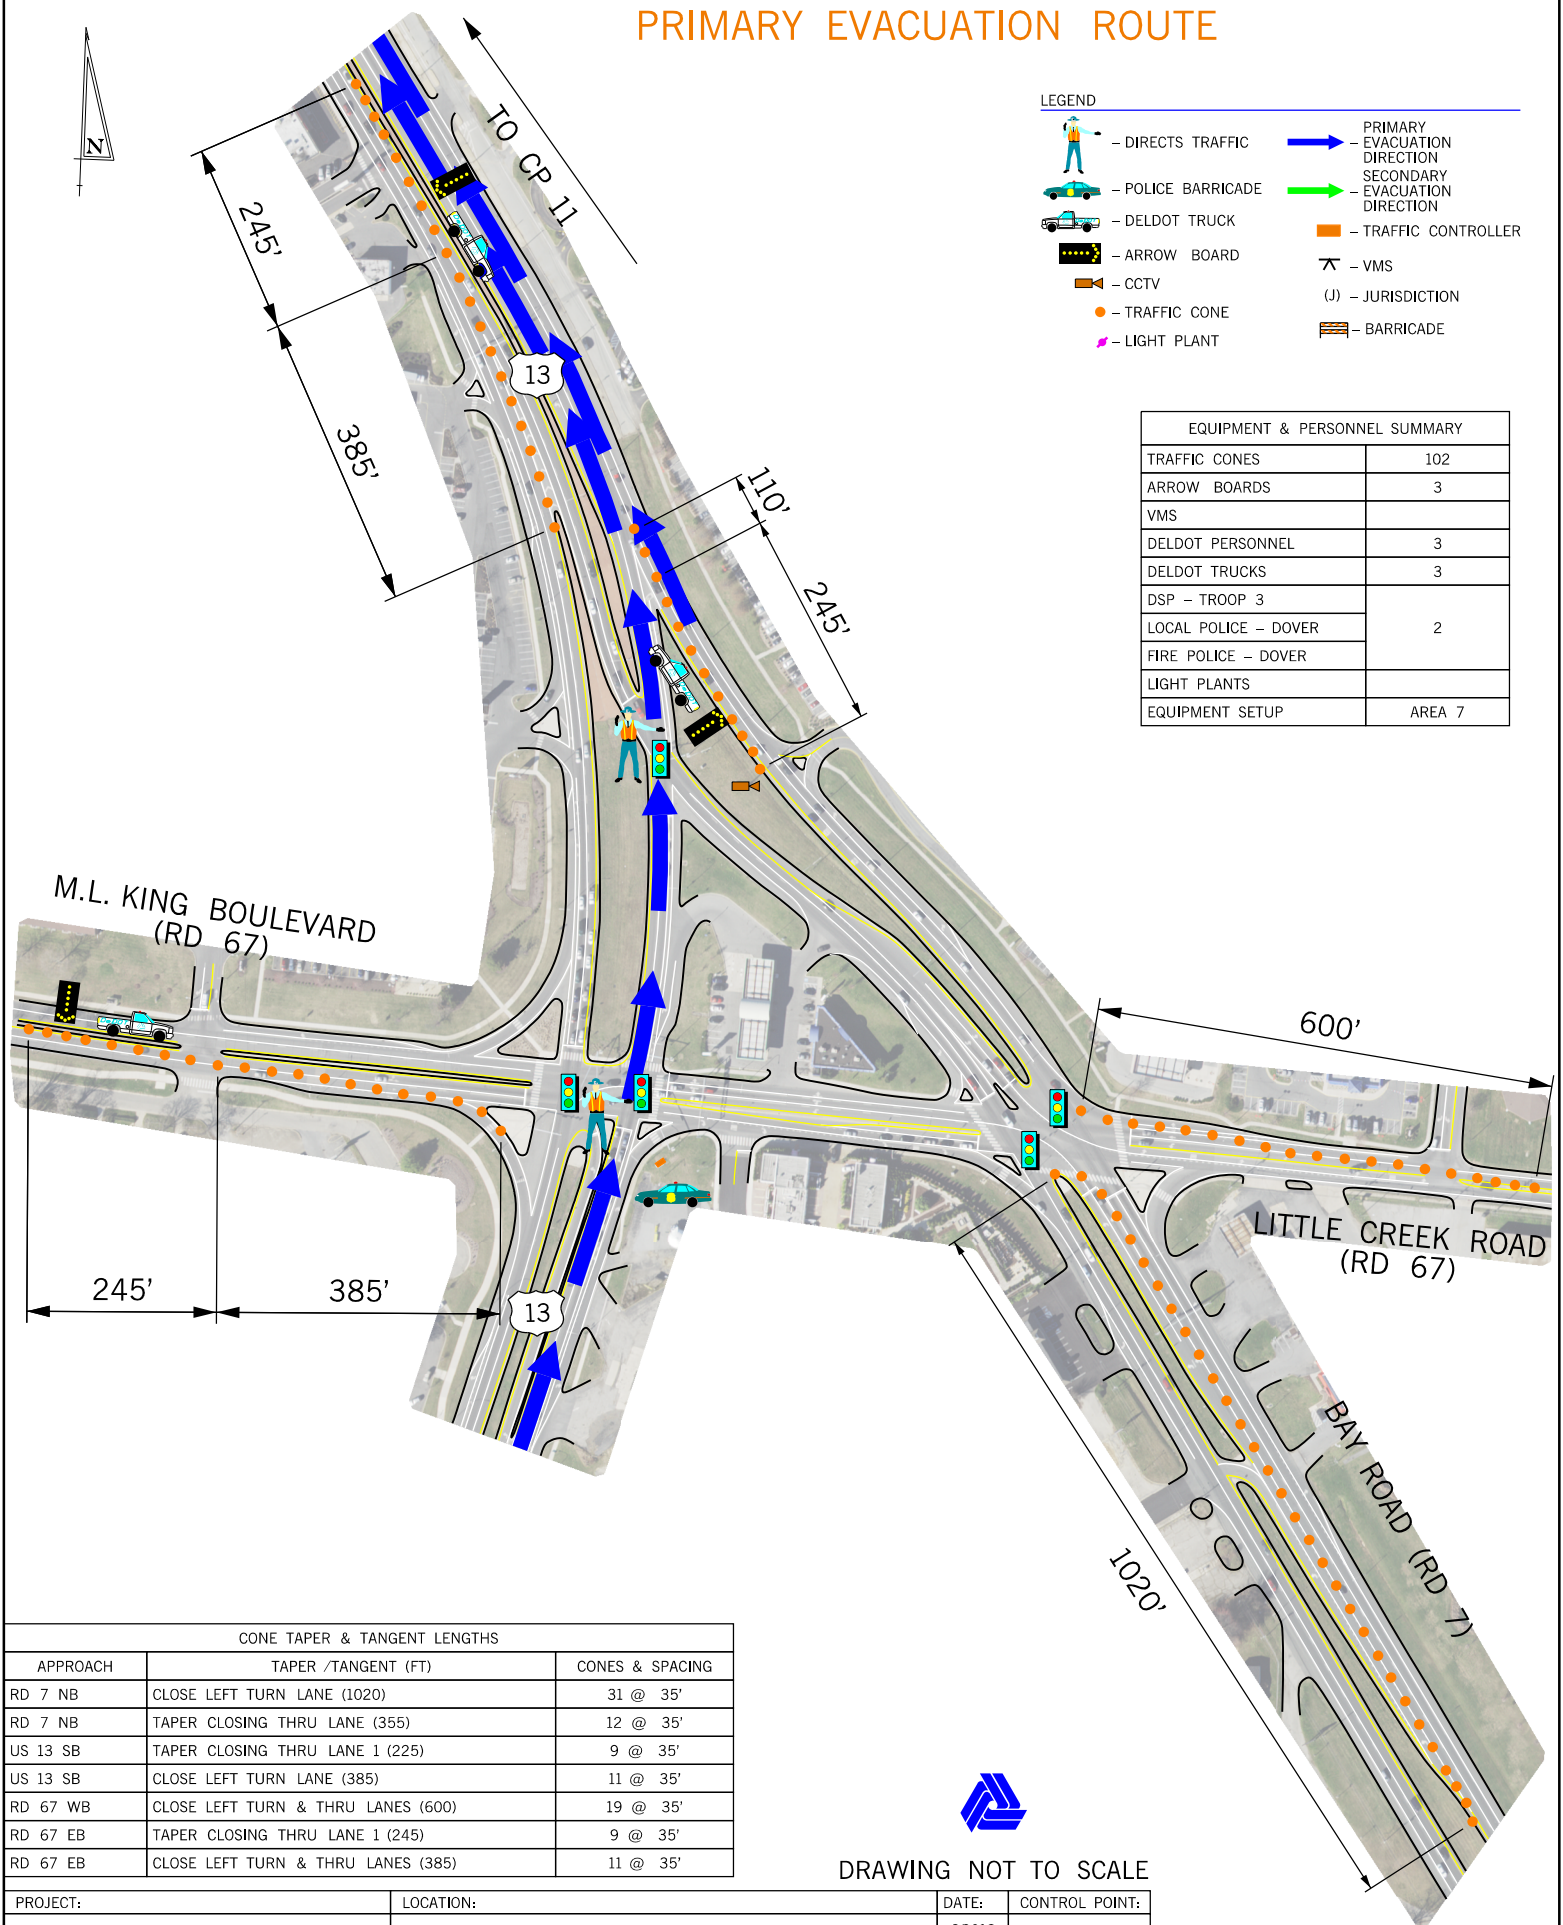 PRIMARY EVACUATION ROUTE
N
TO CP 11
LEGEND
– DIRECTS TRAFFIC
– POLICE BARRICADE
– DELDOT TRUCK
– ARROW BOARD
– CCTV
– TRAFFIC CONE
– LIGHT PLANT
PRIMARY
– EVACUATION
DIRECTION
SECONDARY
– EVACUATION
DIRECTION
– TRAFFIC CONTROLLER
– VMS
(J) – JURISDICTION
– BARRICADE
245'
385'
13
110'
245'
EQUIPMENT & PERSONNEL SUMMARY
TRAFFIC CONES 102
ARROW BOARDS 3
VMS
DELDOT PERSONNEL 3
DELDOT TRUCKS 3
DSP – TROOP 3
LOCAL POLICE – DOVER 2
FIRE POLICE – DOVER
LIGHT PLANTS
EQUIPMENT SETUP AREA 7
M.L. KING BOULEVARD
(RD 67)
600'
LITTLE CREEK ROAD
(RD 67)
245'
385'
13
BAY ROAD (RD 7)
1020'
CONE TAPER & TANGENT LENGTHS
APPROACH TAPER /TANGENT (FT) CONES & SPACING
RD 7 NB CLOSE LEFT TURN LANE (1020) 31 @ 35'
RD 7 NB TAPER CLOSING THRU LANE (355) 12 @ 35'
US 13 SB TAPER CLOSING THRU LANE 1 (225) 9 @ 35'
US 13 SB CLOSE LEFT TURN LANE (385) 11 @ 35'
RD 67 WB CLOSE LEFT TURN & THRU LANES (600) 19 @ 35'
RD 67 EB TAPER CLOSING THRU LANE 1 (245) 9 @ 35'
RD 67 EB CLOSE LEFT TURN & THRU LANES (385) 11 @ 35'
DRAWING NOT TO SCALE
PROJECT: LOCATION: DATE: CONTROL POINT: